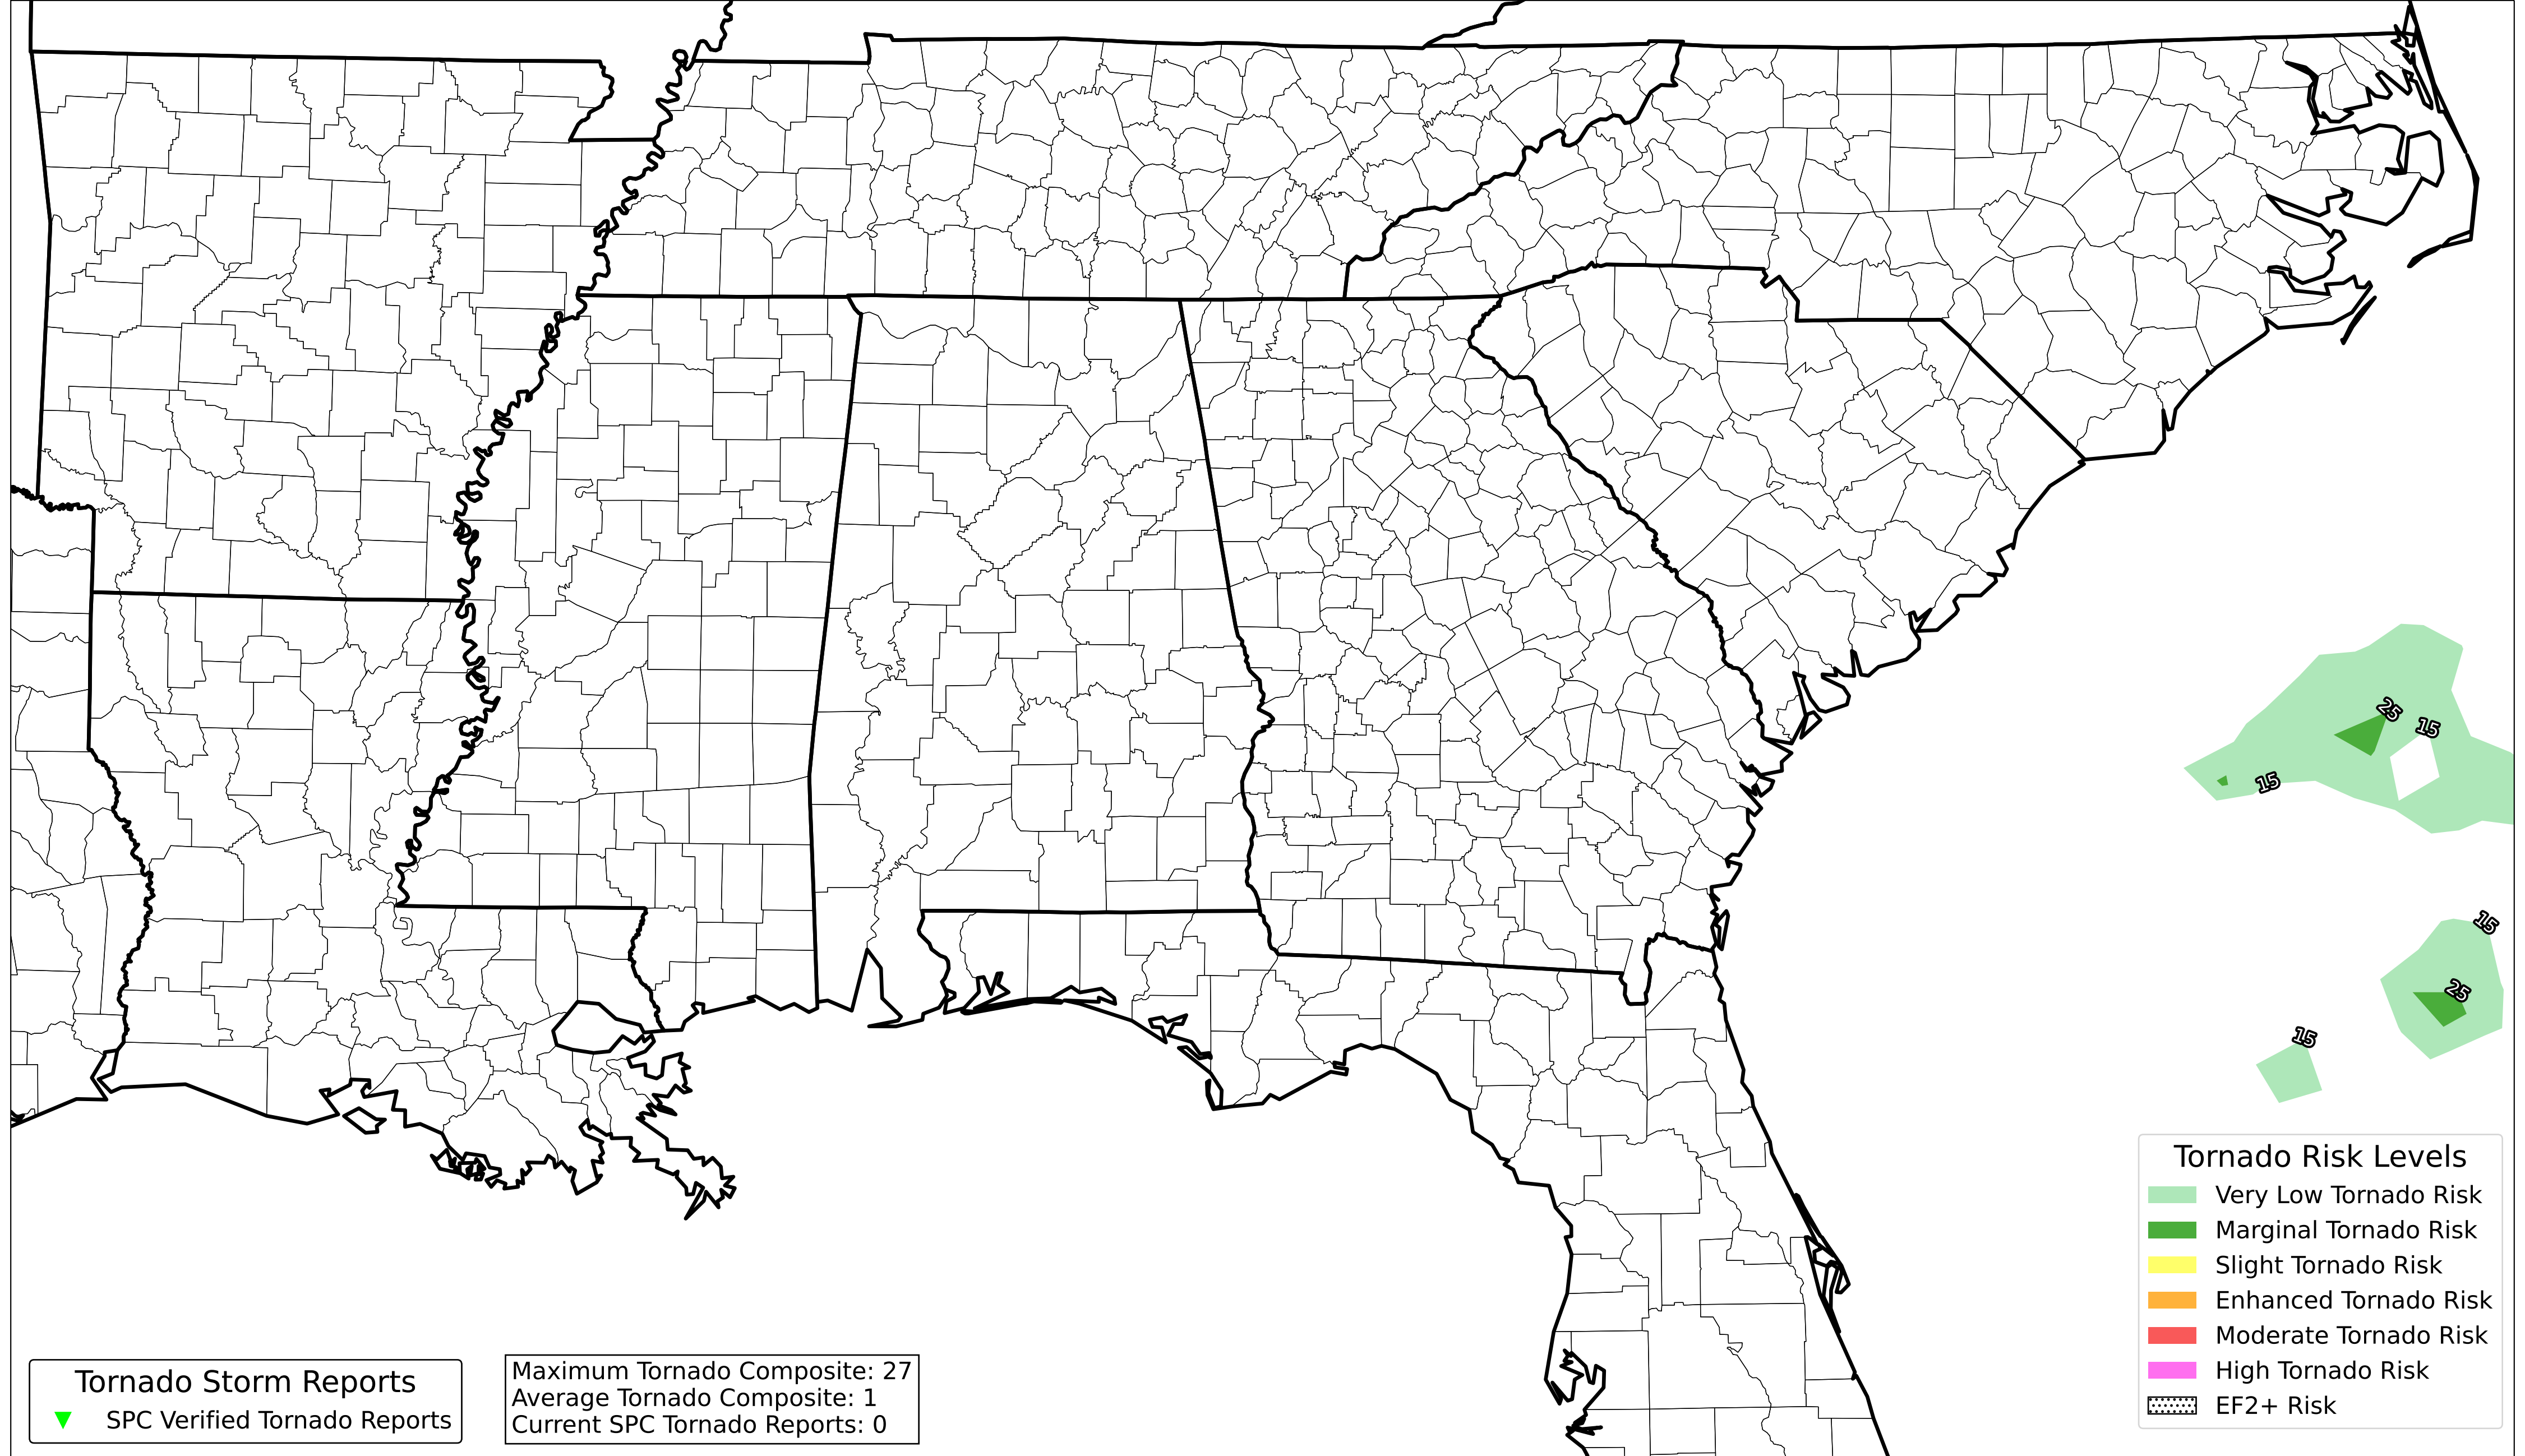 25
15
15
15
25
15
Tornado Risk Levels
Very Low Tornado Risk
Marginal Tornado Risk
Slight Tornado Risk
Enhanced Tornado Risk
Moderate Tornado Risk
High Tornado Risk
EF2+ Risk
Tornado Storm Reports
SPC Verified Tornado Reports
Maximum Tornado Composite: 27
Average Tornado Composite: 1
Current SPC Tornado Reports: 0